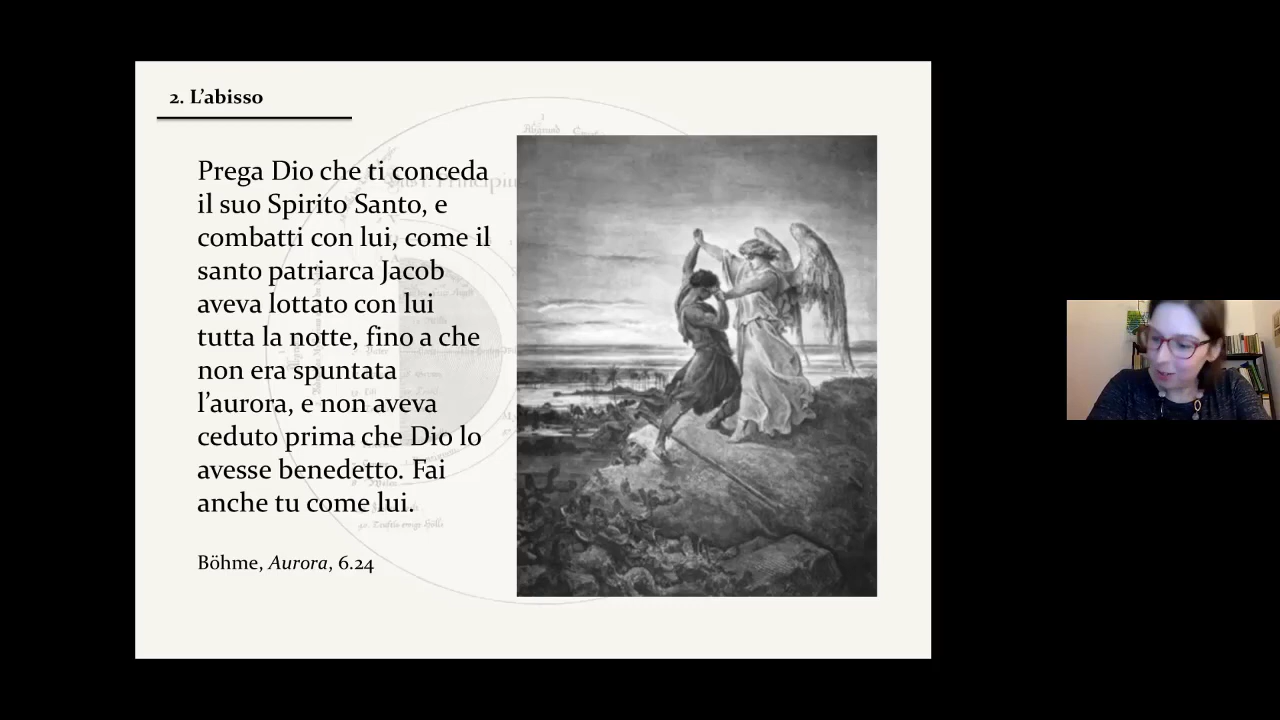 2. L’abisso
Prega Dio che ti conceda
il suo Spirito Santo, e
combatti con lui, come il
santo patriarca Jacob
aveva lottato con lui
tutta la notte, fino a che
non era spuntata
l’aurora, e non aveva
ceduto prima che Dio lo
avesse benedetto. Fai
anche tu come lui.
Böhme, Aurora, 6.24